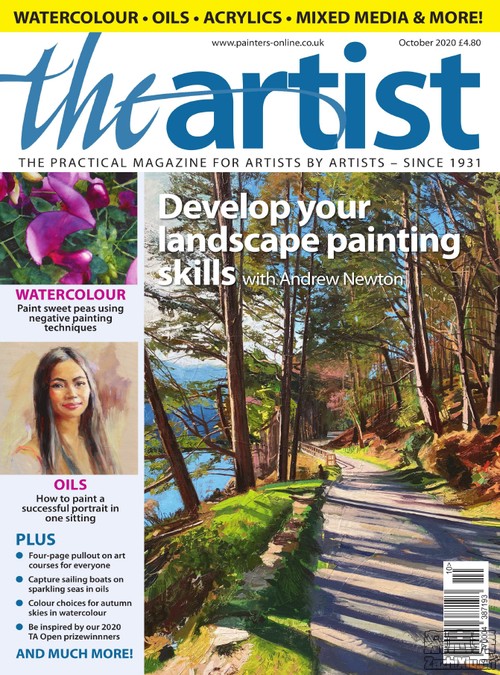 WATERCOLOUR • OILS • ACRYLICS • MIXED MEDIA & MORE!
www.painters-online.co.uk
October 2020 £4.80
the artist
THE PRACTICAL MAGAZINE FOR ARTISTS BY ARTISTS – SINCE 1931
Develop your
landscape painting
skills with Andrew Newton
WATERCOLOUR
Paint sweet peas using
negative painting
techniques
OILS
How to paint a
successful portrait in
one sitting
PLUS
• Four-page pullout on art
courses for everyone
• Capture sailing boats on
sparkling seas in oils
• Colour choices for autumn
skies in watercolour
• Be inspired by our 2020
TA Open prizewinnners
AND MUCH MORE!
10>